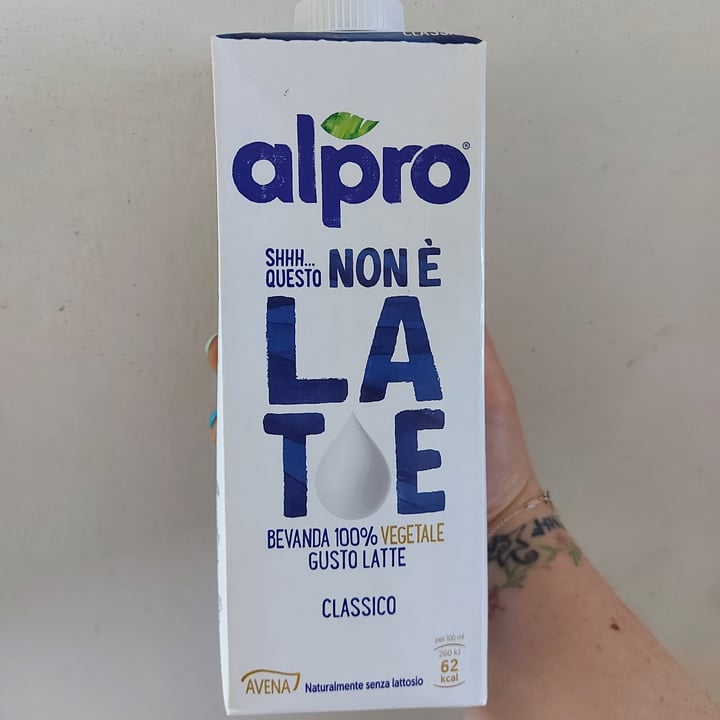 alpro®
SHHH...
QUESTO NON È
LA
T E
BEVANDA 100% VEGETALE
GUSTO LATTE
CLASSICO
per 100 ml
260 kJ
62
kcal
AVENA
Naturalmente senza lattosio